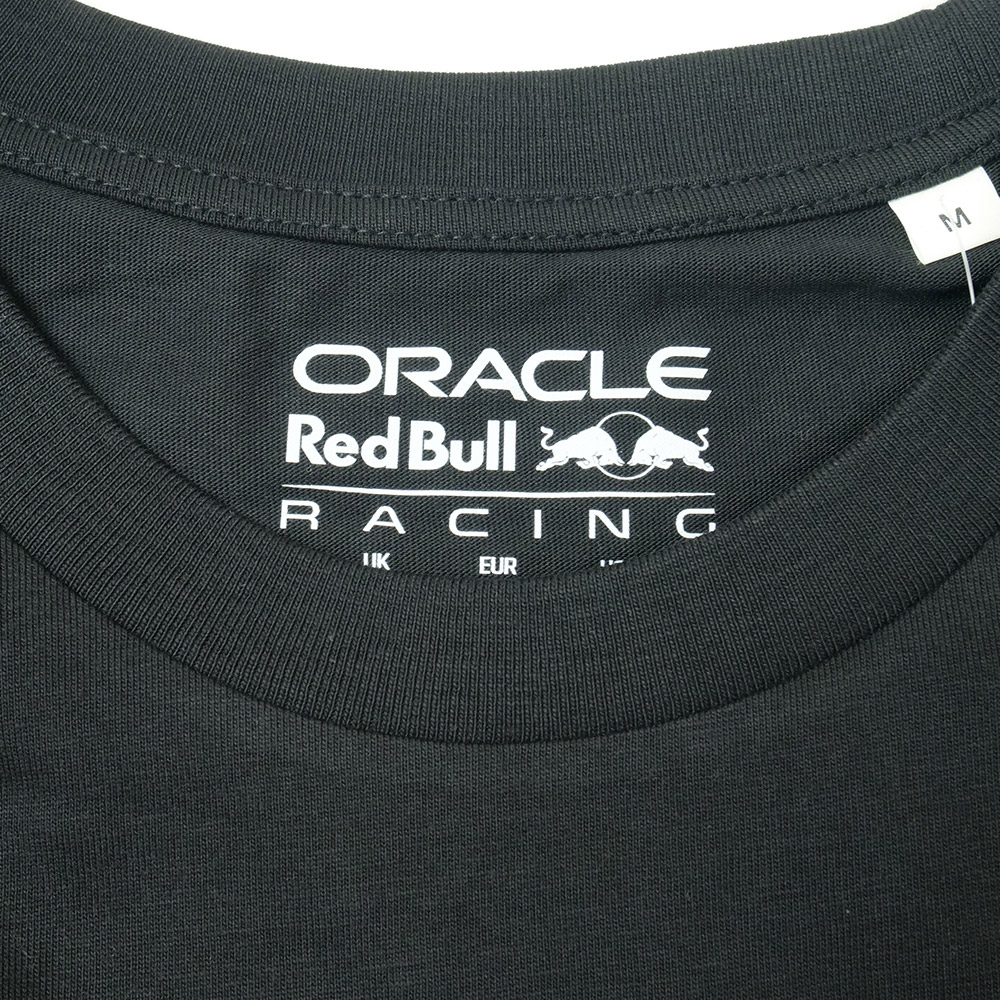 M
ORACLE
Red Bull
RACING
UK EUR